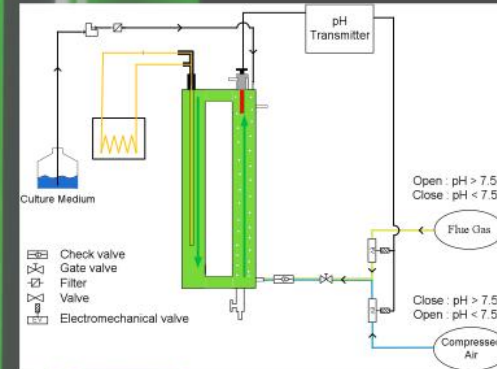 pH
Transmitter
Culture Medium
Open : pH > 7.5
Close : pH < 7.5
Flue Gas
Check valve
Gate valve
Filter
Valve
Electromechanical valve
Close : pH > 7.5
Open : pH < 7.5
Compressed
Air